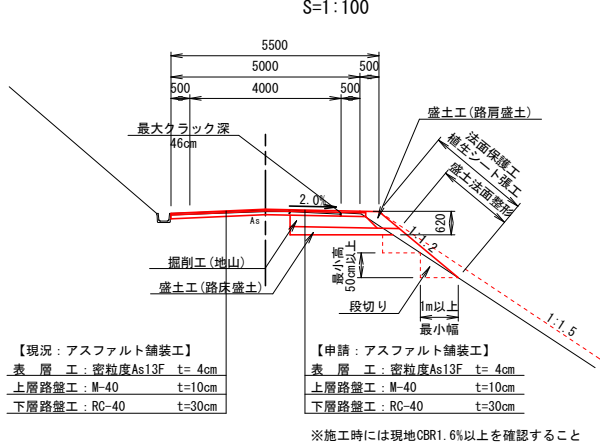 S=1:100
5500
5000
500
500
4000
500
盛土工(路肩盛土)
最大クラック深
46cm
法面保護工
植生シート張工
盛土法面整形
2.0%
As
620
1:1.2
掘削工(地山)
最小高
50cm以上
盛土工(路床盛土)
段切り
1m以上
最小幅
1:1.5
【現況：アスファルト舗装工】
表 層 工：密粒度As13F t= 4cm
上層路盤工：M-40 t=10cm
下層路盤工：RC-40 t=30cm
【申請：アスファルト舗装工】
表 層 工：密粒度As13F t= 4cm
上層路盤工：M-40 t=10cm
下層路盤工：RC-40 t=30cm
※施工時には現地CBR1.6%以上を確認すること